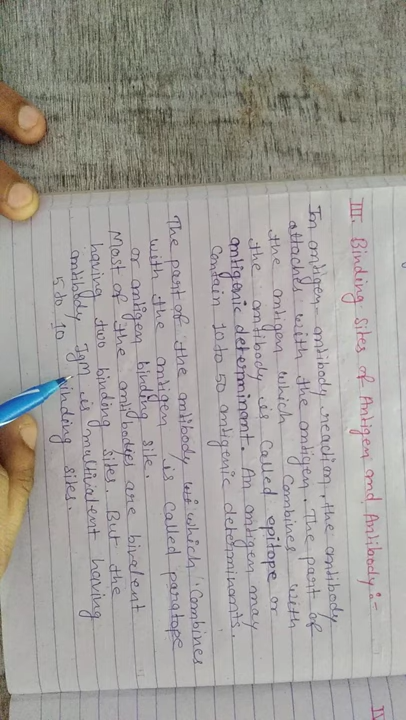 III. Binding Sites of Antigen and Antibody:-
In antigen-antibody reaction, the antibody
attaches with the antigen. The part of
the antigen which combines with
the antibody is called epitope or
antigenic determinant. An antigen may
contain 10 to 50 antigenic determinants.
The part of the antibody which combines
with the antigen is called paratope
or antigen binding site.
Most of the antibodies are bivalent
having two binding sites. But the
antibody IgM is multivalent having
5 to 10 binding sites.
IV